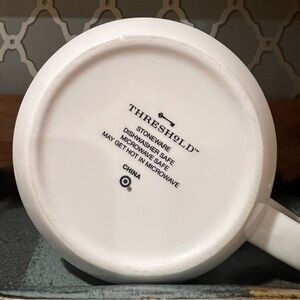 THRESHOLD™
STONEWARE
DISHWASHER SAFE
MICROWAVE SAFE
MAY GET HOT IN MICROWAVE
CHINA
®